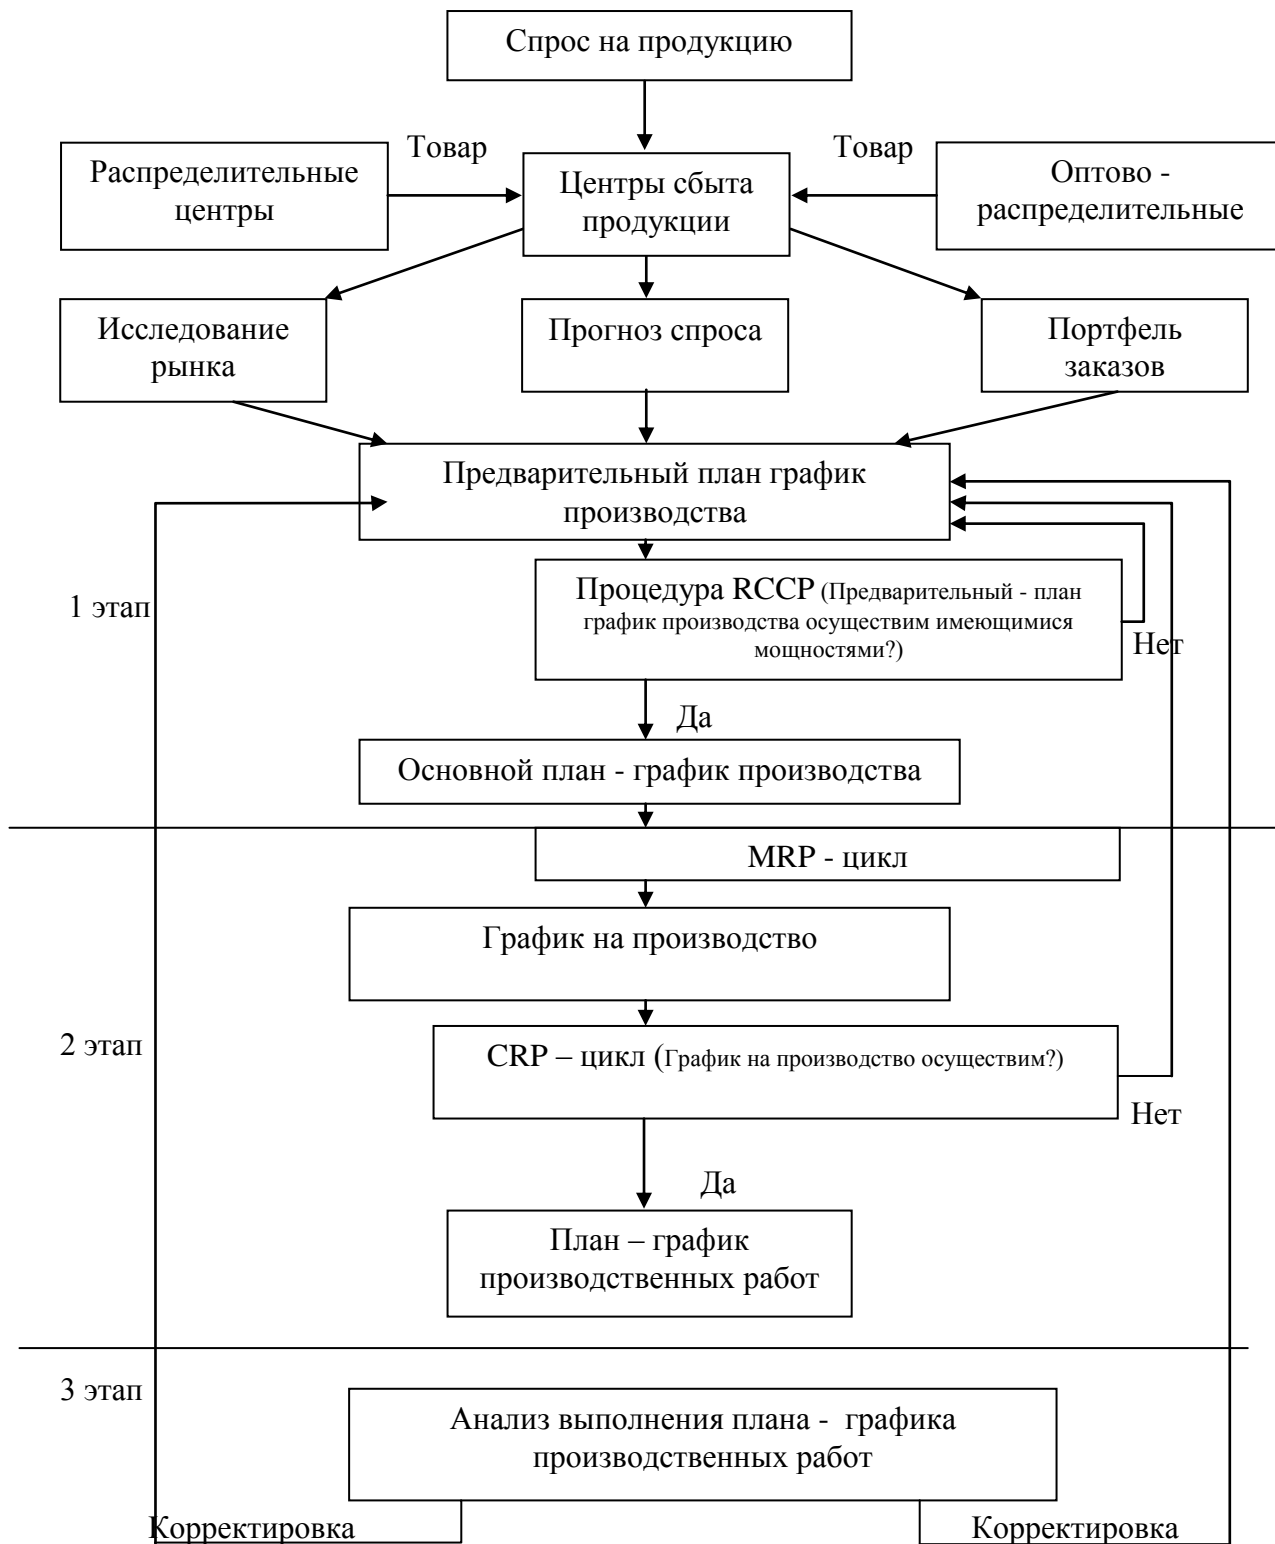 Спрос на продукцию
Товар
Товар
Распределительные
центры
Центры сбыта
продукции
Оптово -
распределительные
Исследование
рынка
Прогноз спроса
Портфель
заказов
Предварительный план график
производства
1 этап
Процедура RCCP (Предварительный - план
график производства осуществим имеющимися
мощностями?)
Нет
Да
Основной план - график производства
MRP - цикл
График на производство
2 этап
CRP – цикл (График на производство осуществим?)
Нет
Да
План – график
производственных работ
3 этап
Анализ выполнения плана -  графика
производственных работ
Корректировка
Корректировка